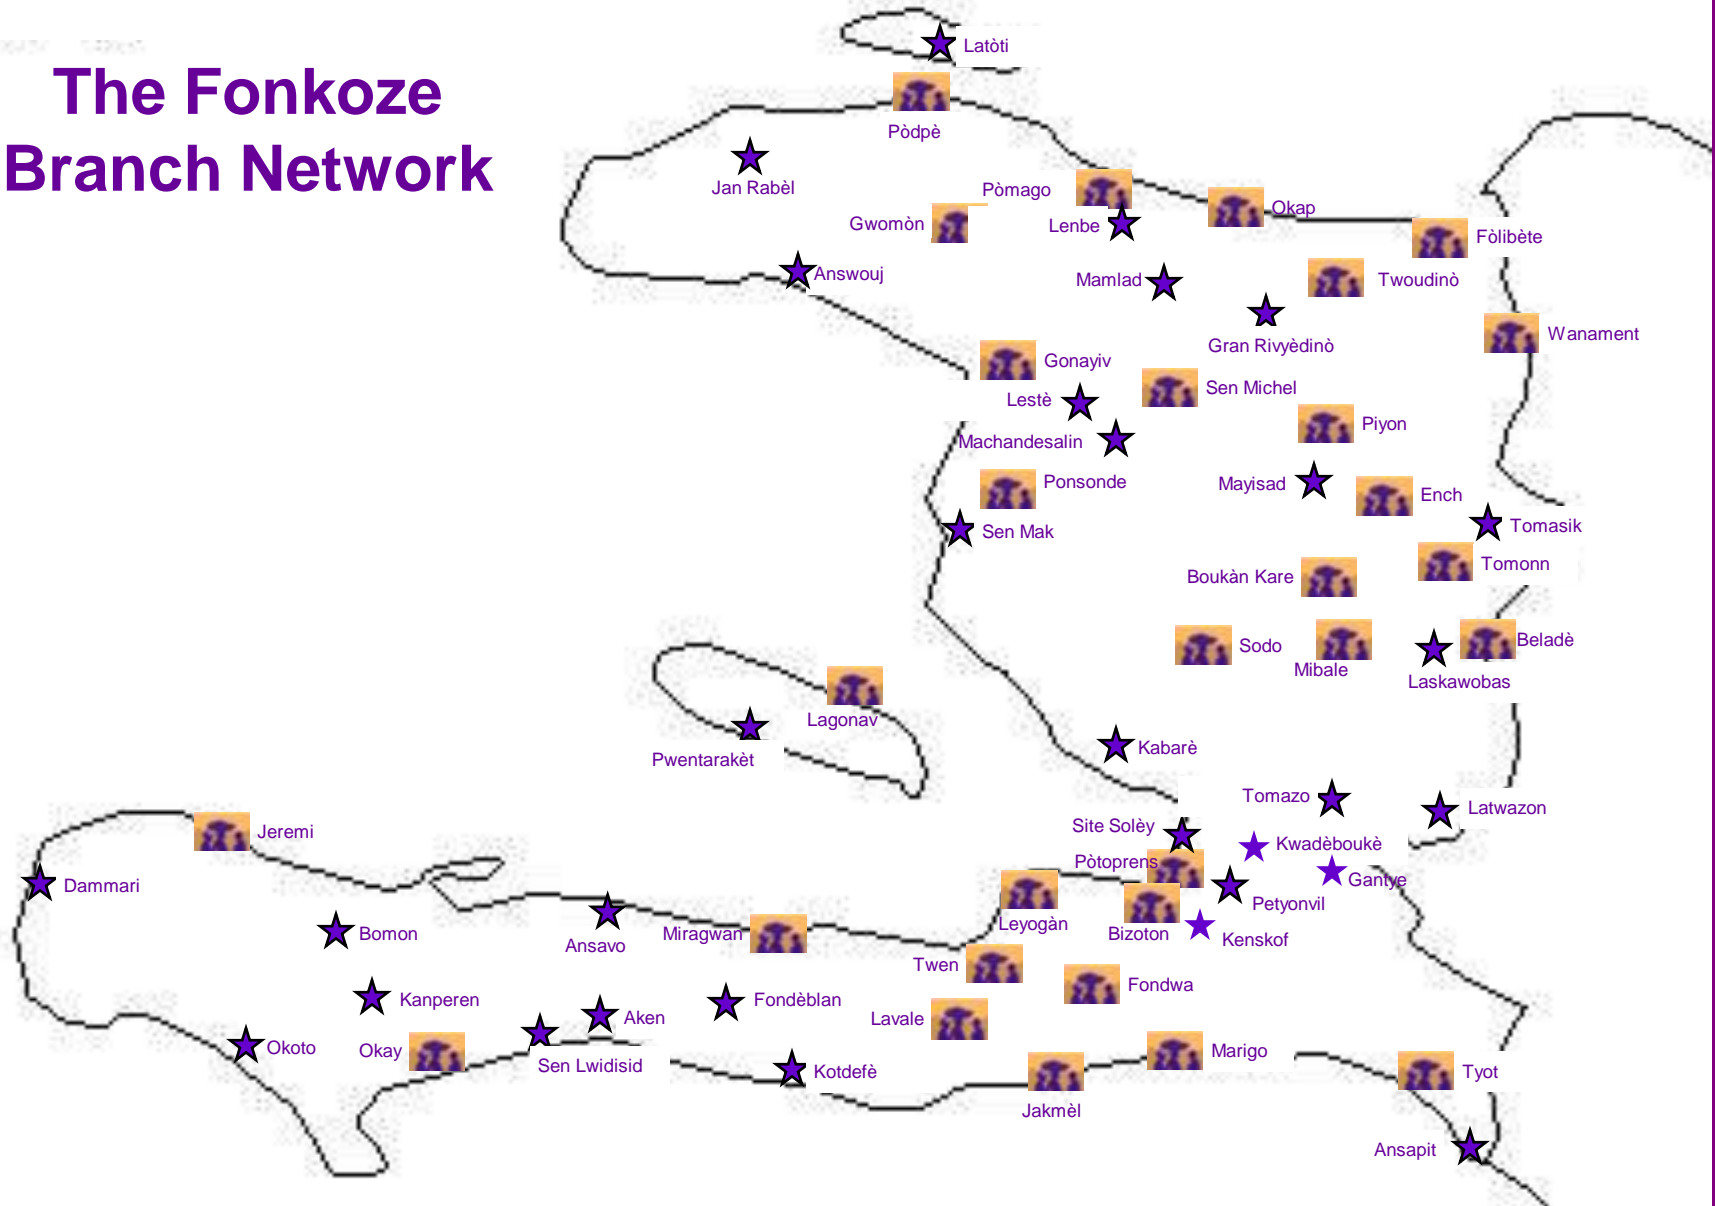 The Fonkoze
Branch Network
Latòti
Pòdpè
Jan Rabèl
Pòmago
Okap
Gwomòn
Lenbe
Fòlibète
Answouj
Mamlad
Twoudinò
Gran Rivyèdinò
Wanament
Gonayiv
Sen Michel
Lestè
Piyon
Machandesalin
Ponsonde
Mayisad
Ench
Sen Mak
Tomasik
Tomonn
Boukàn Kare
Sodo
Beladè
Mibale
Laskawobas
Lagonav
Pwentarakèt
Kabarè
Tomazo
Latwazon
Site Solèy
Jeremi
Kwadèboukè
Pòtoprens
Gantye
Dammari
Petyonvil
Leyogàn
Bomon
Miragwan
Bizoton
Kenskof
Ansavo
Twen
Fondwa
Kanperen
Fondèblan
Aken
Lavale
Okoto
Okay
Marigo
Sen Lwidisid
Kotdefè
Tyot
Jakmèl
Ansapit